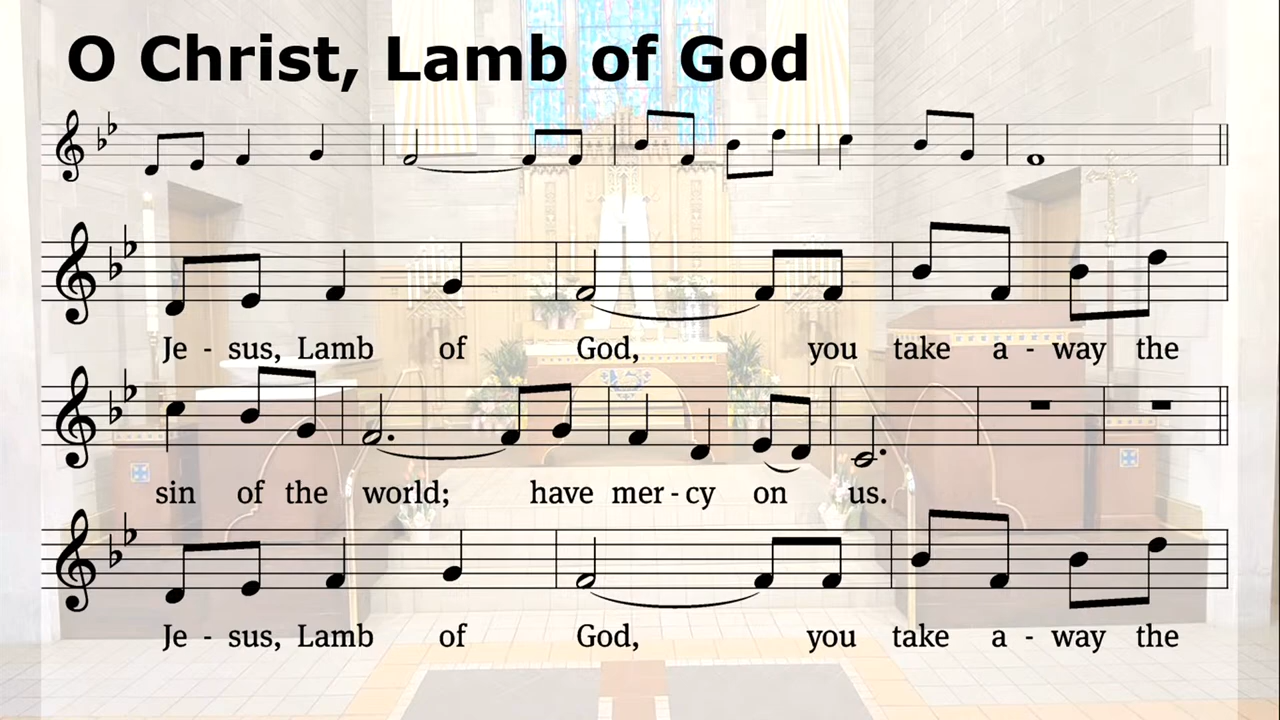 O Christ, Lamb of God
Je - sus, Lamb of God, you take a - way the
sin of the world; have mer - cy on us.
Je - sus, Lamb of God, you take a - way the